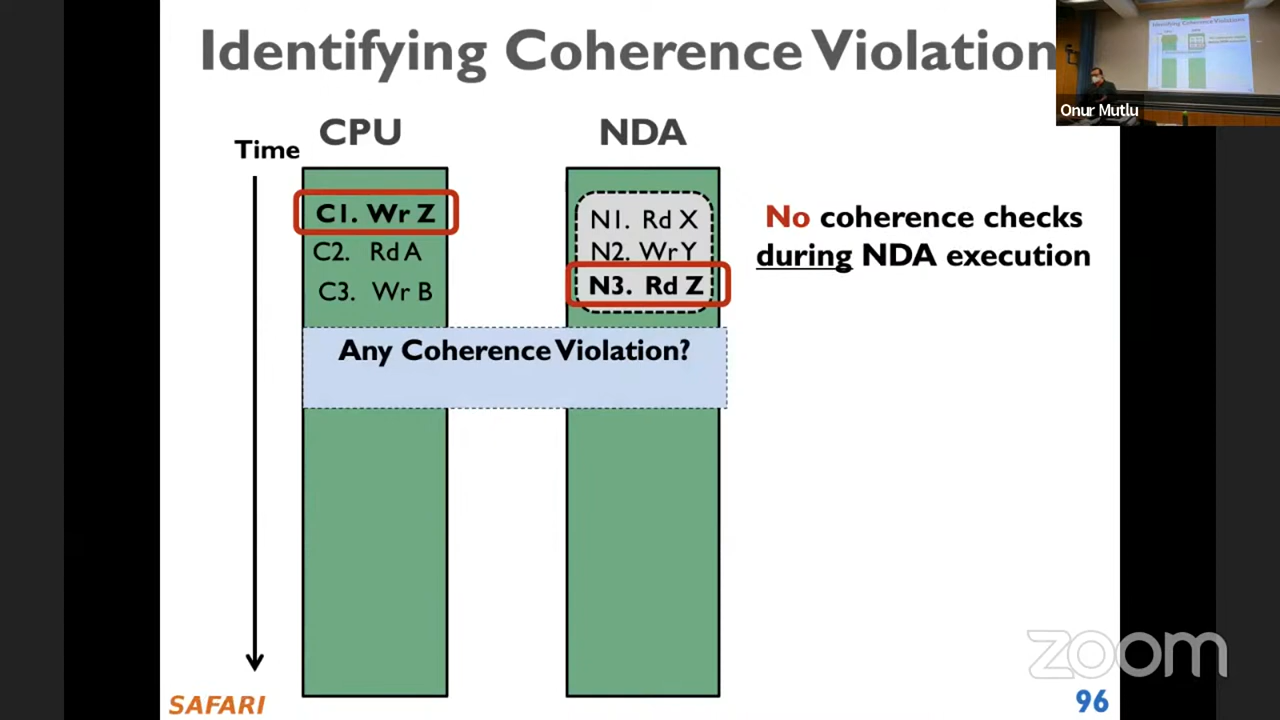 Identifying Coherence Violation
Onur Mutlu
CPU
NDA
Time
C1. Wr Z
C2. Rd A
C3. Wr B
N1. Rd X
N2. Wr Y
N3. Rd Z
No coherence checks
during NDA execution
Any Coherence Violation?
zoom
SAFARI
96